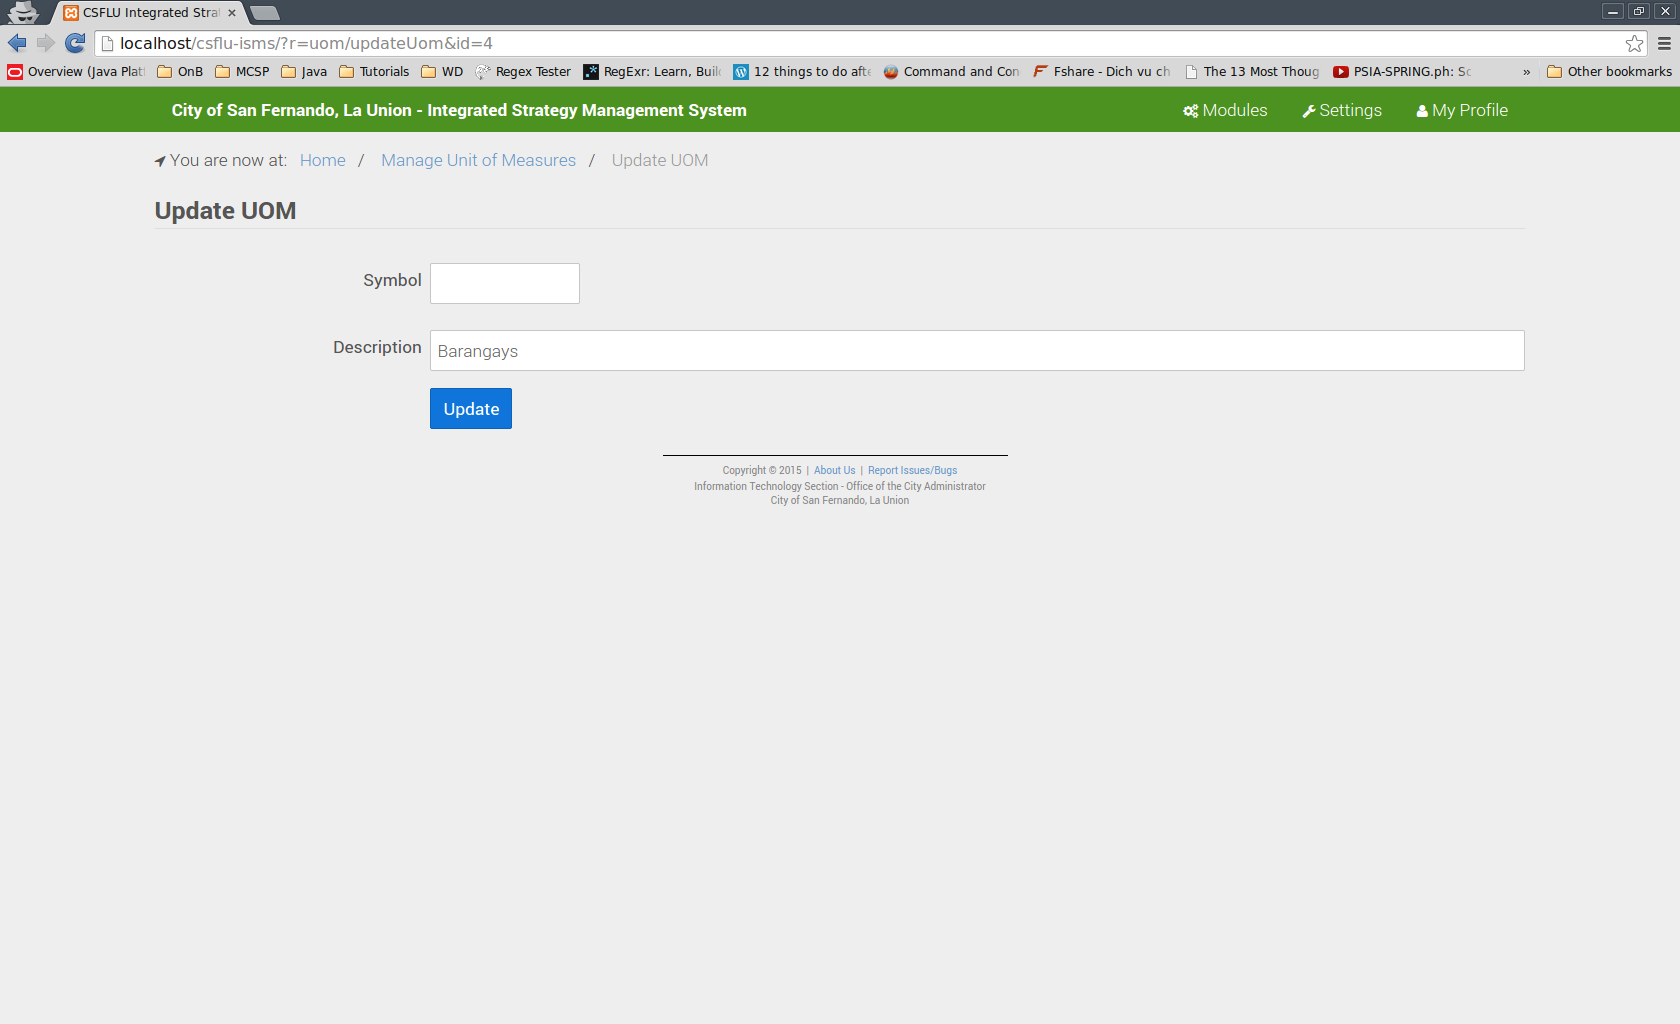 CSFLU Integrated Stra
localhost/csflu-isms/?r=uom/updateUom&id=4
Overview (Java Plat OnB MCSP Java Tutorials WD Regex Tester RegExr: Learn, Buil 12 things to do afte Command and Con Fshare - Dich vu ch The 13 Most Thoug PSIA-SPRING.ph: Sc » Other bookmarks
City of San Fernando, La Union - Integrated Strategy Management System Modules Settings My Profile
You are now at: Home / Manage Unit of Measures / Update UOM
Update UOM
Symbol
Description Barangays
Update
Copyright © 2015 | About Us | Report Issues/Bugs
Information Technology Section - Office of the City Administrator
City of San Fernando, La Union